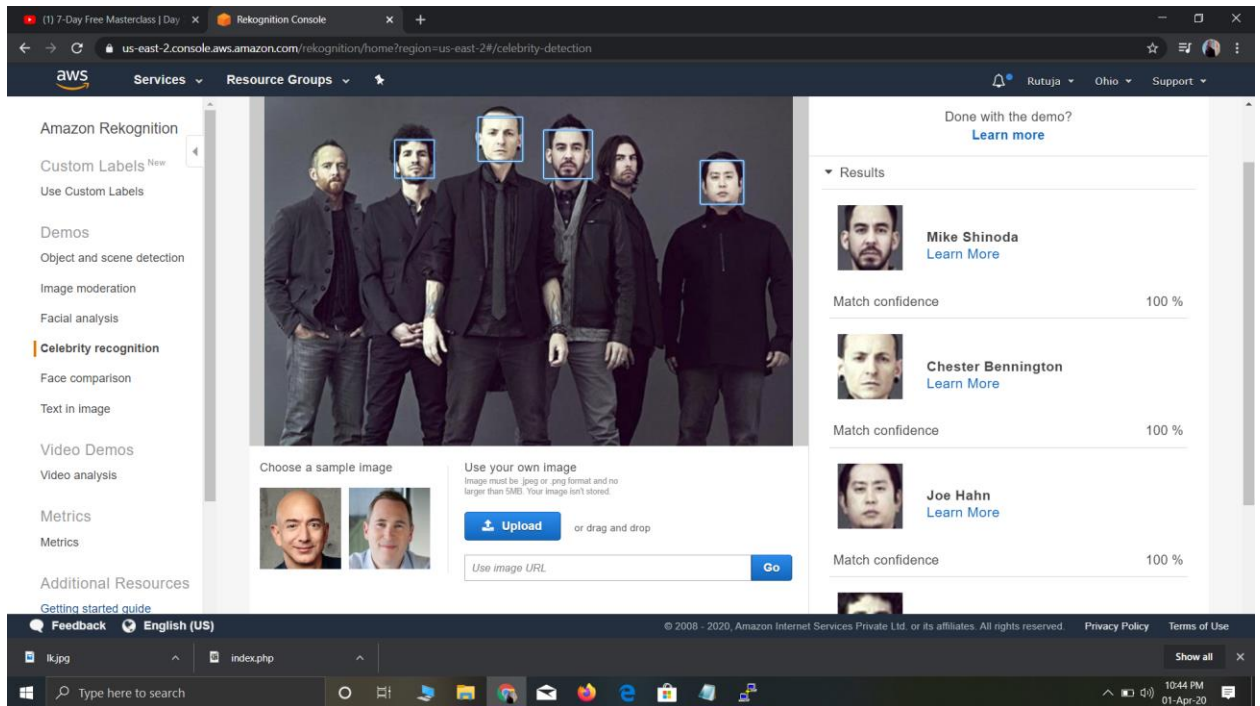 (1) 7-Day Free Masterclass | Day
Rekognition Console
us-east-2.console.aws.amazon.com/rekognition/home?region=us-east-2#/celebrity-detection
aws
Services
Resource Groups
Rutuja
Ohio
Support
Amazon Rekognition
Custom Labels New
Use Custom Labels
Demos
Object and scene detection
Image moderation
Facial analysis
Celebrity recognition
Face comparison
Text in image
Video Demos
Video analysis
Metrics
Metrics
Additional Resources
Getting started guide
Choose a sample image
Use your own image
Image must be .jpeg or .png format and no
larger than 5MB. Your image isn't stored.
Upload
or drag and drop
Use image URL
Go
Done with the demo?
Learn more
Results
Mike Shinoda
Learn More
Match confidence 100 %
Chester Bennington
Learn More
Match confidence 100 %
Joe Hahn
Learn More
Match confidence 100 %
Feedback
English (US)
© 2008 - 2020, Amazon Internet Services Private Ltd. or its affiliates. All rights reserved.
Privacy Policy
Terms of Use
lk.jpg
index.php
Show all
Type here to search
10:44 PM
01-Apr-20